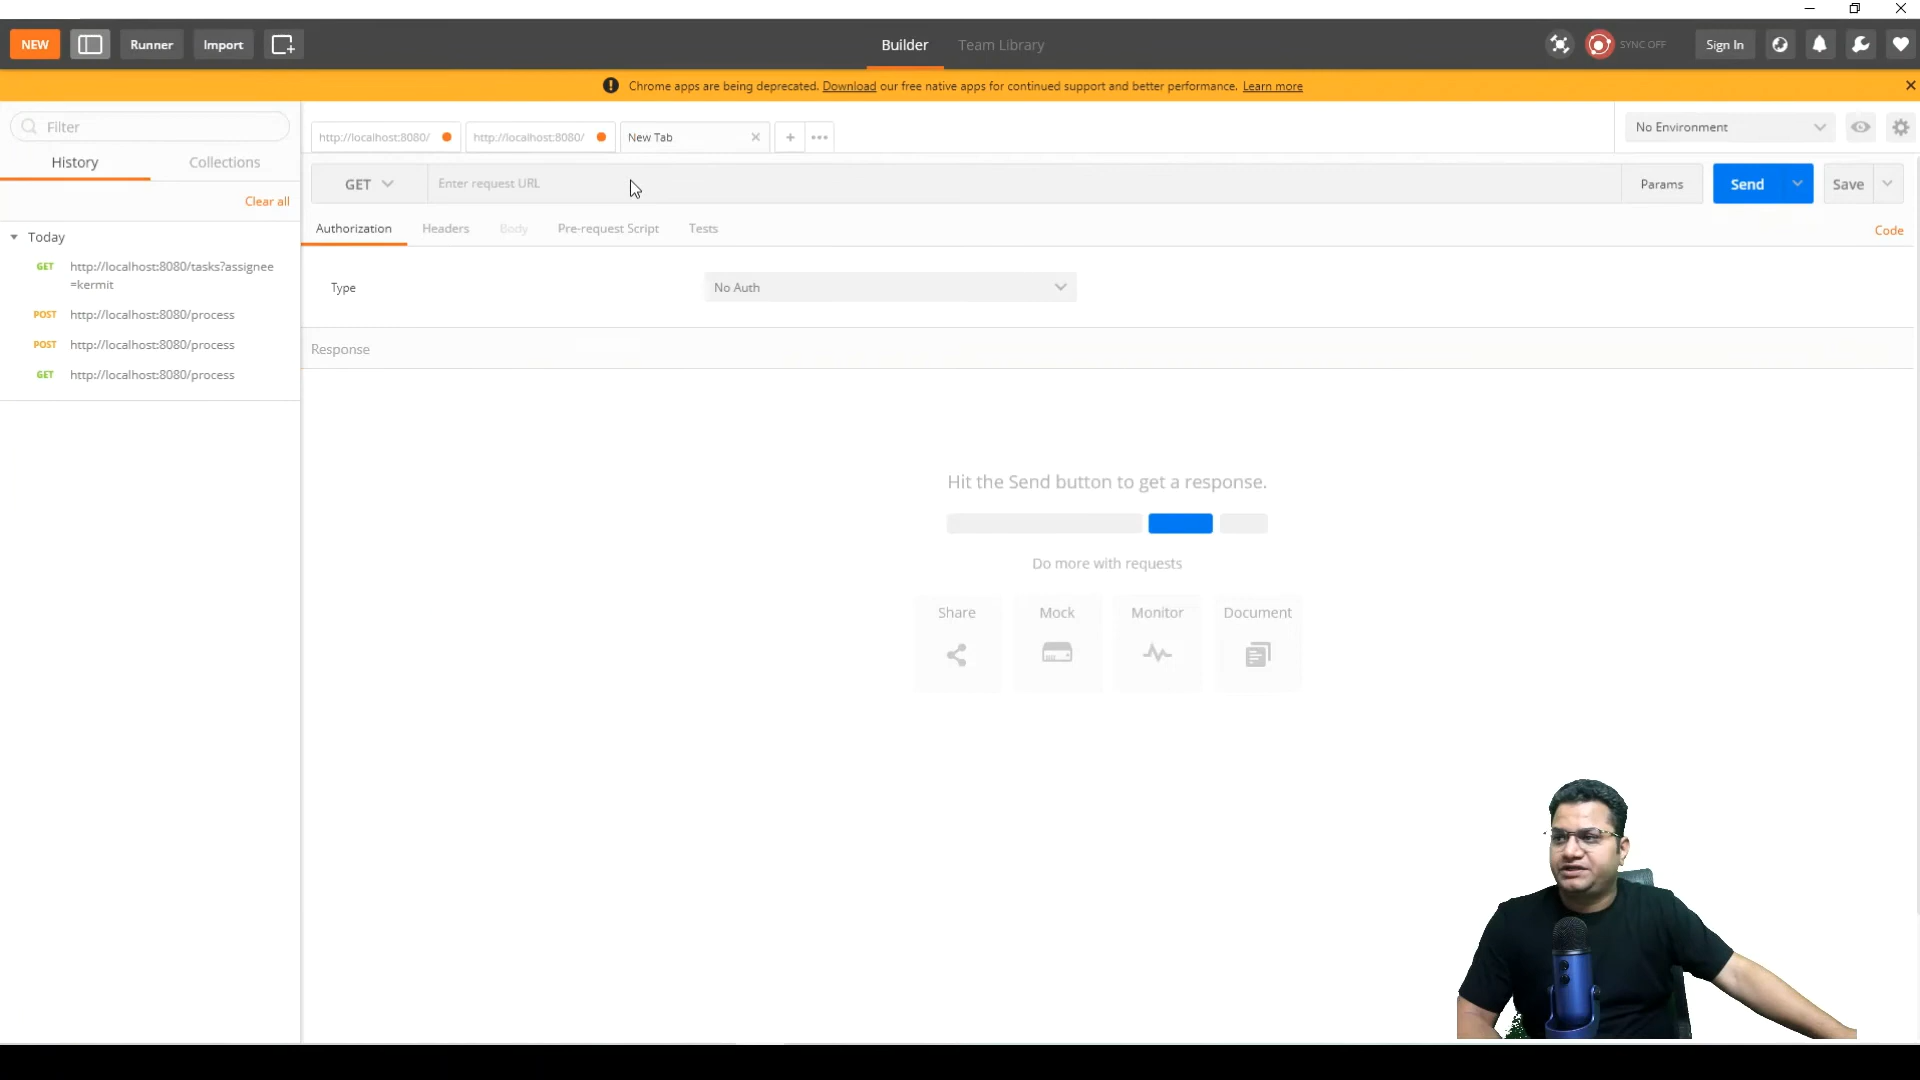 NEW
Runner
Import
Builder
Team Library
SYNC OFF
Sign In
Chrome apps are being deprecated. Download our free native apps for continued support and better performance. Learn more
Filter
History
Collections
Clear all
Today
GET http://localhost:8080/tasks?assignee
=kermit
POST http://localhost:8080/process
POST http://localhost:8080/process
GET http://localhost:8080/process
http://localhost:8080/
http://localhost:8080/
New Tab
No Environment
GET
Enter request URL
Params
Send
Save
Authorization
Headers
Body
Pre-request Script
Tests
Code
Type
No Auth
Response
Hit the Send button to get a response.
Do more with requests
Share
Mock
Monitor
Document